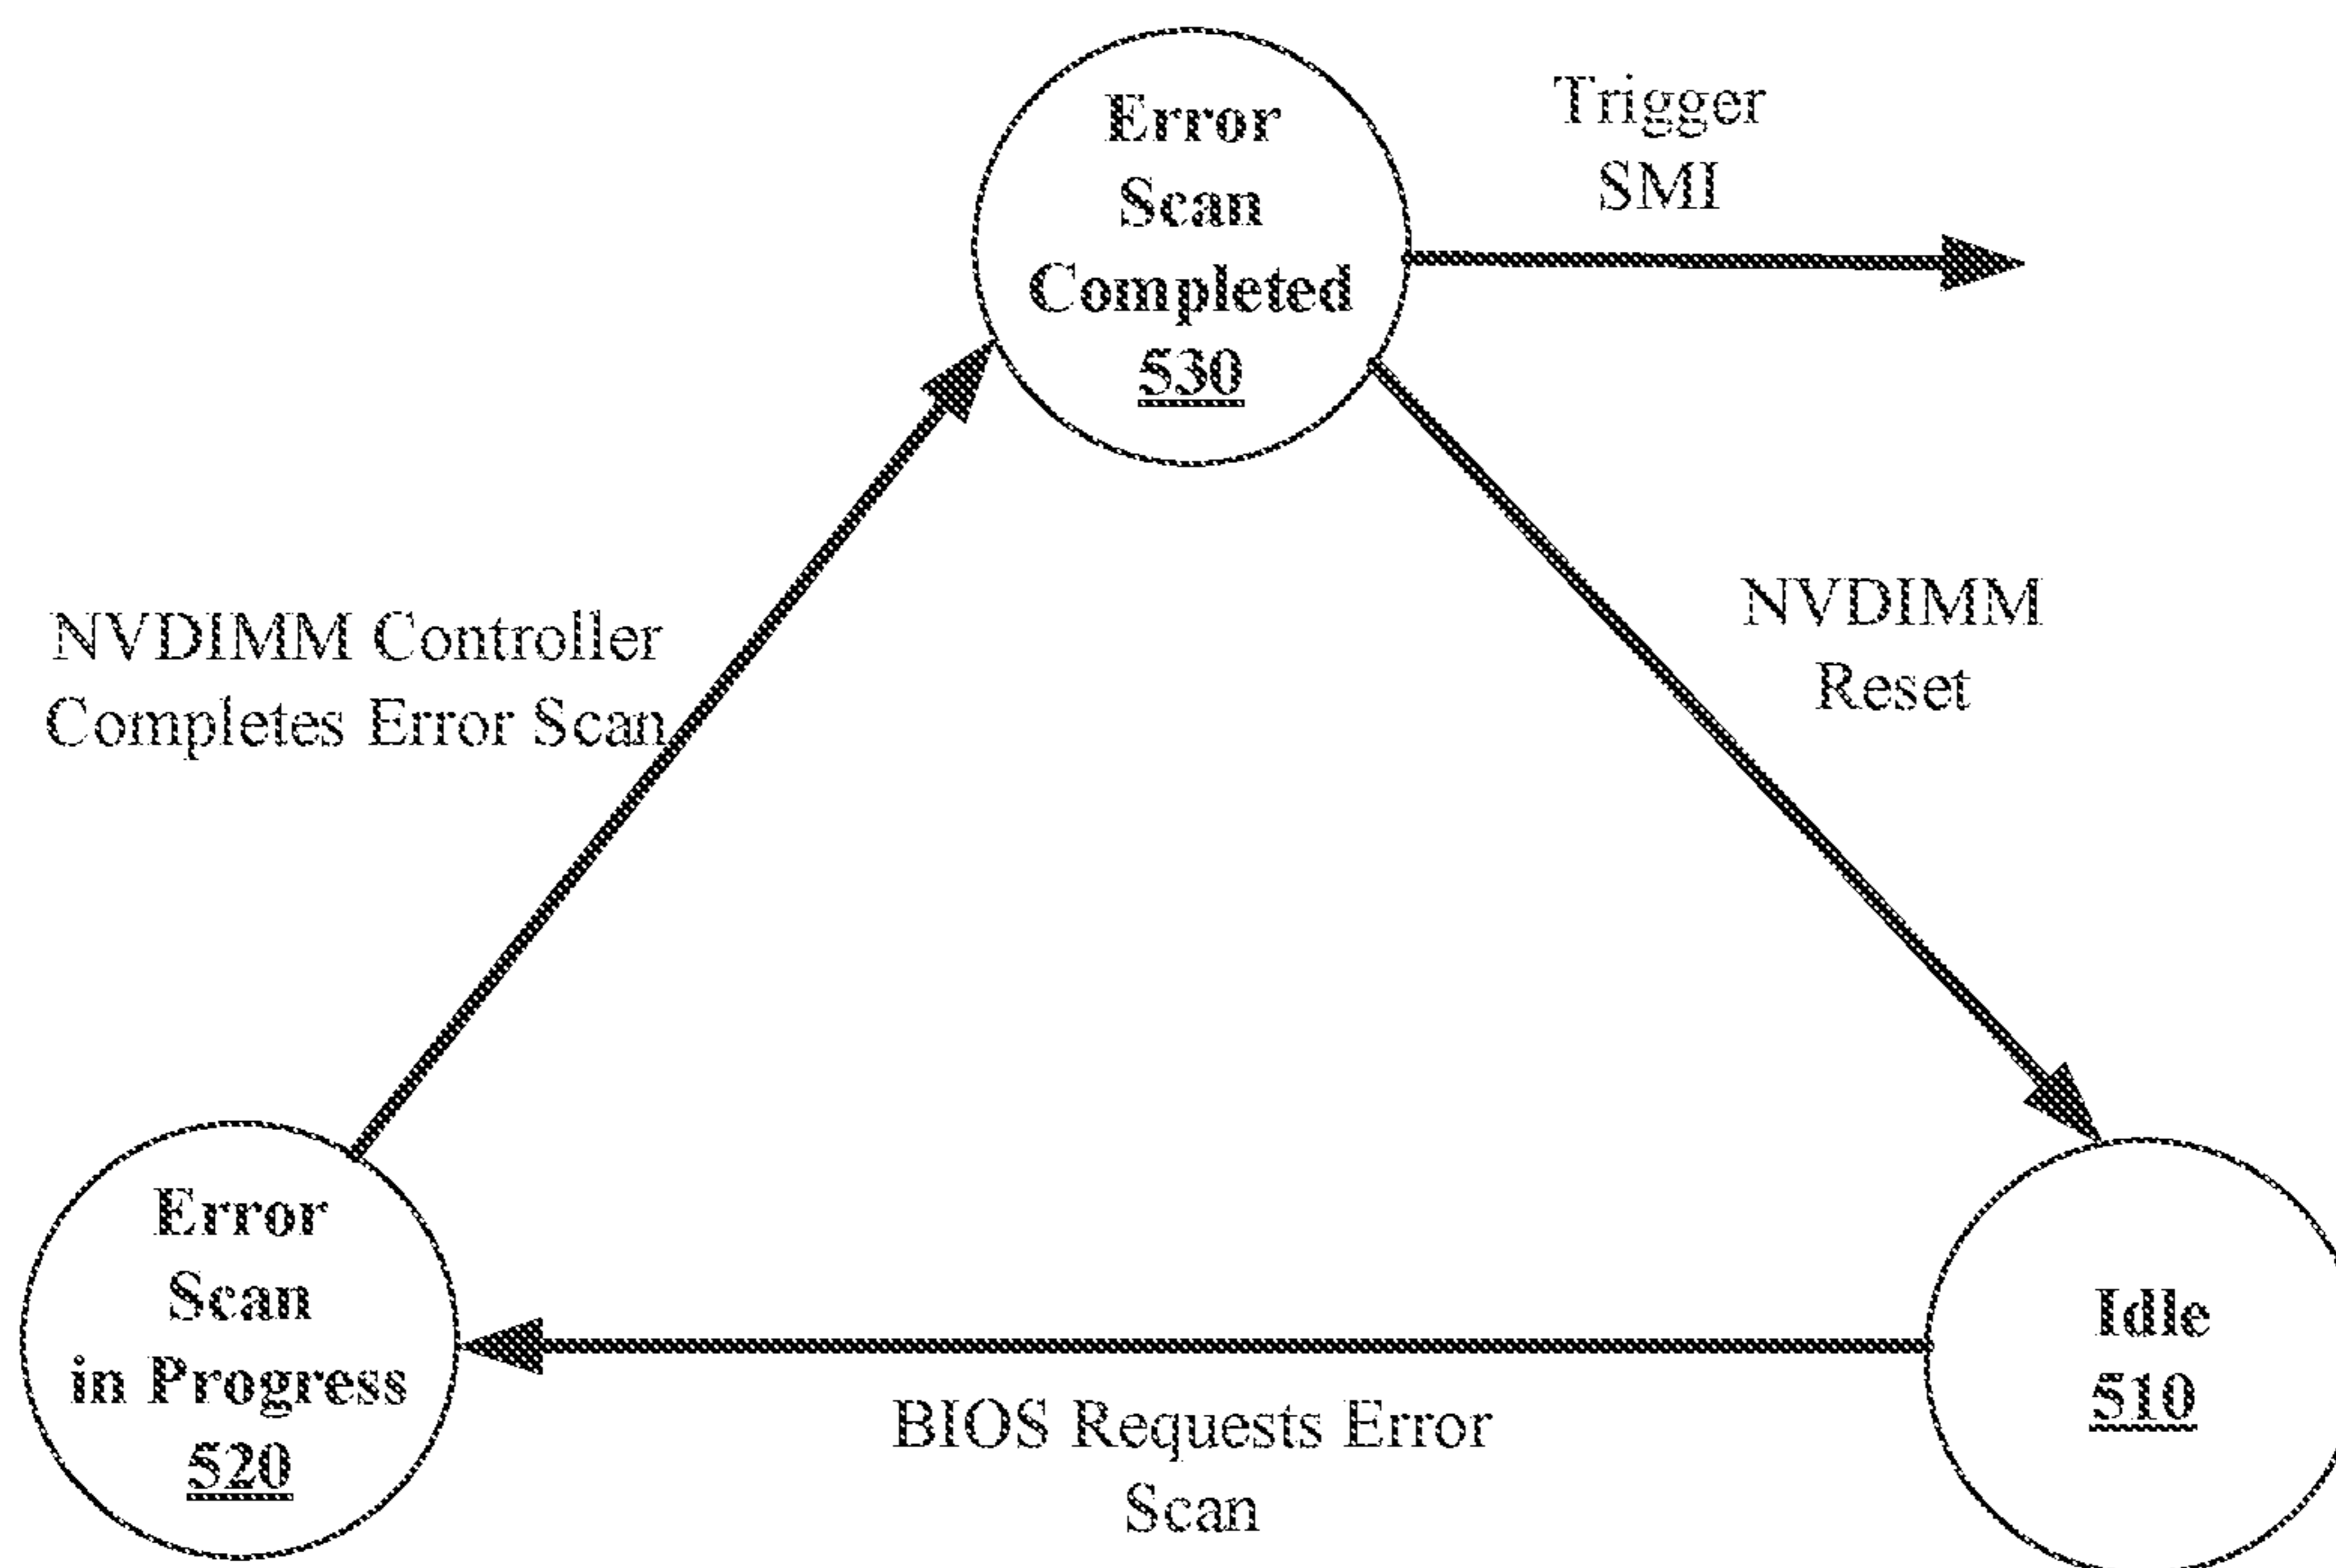 Error
Scan
Completed
530
Trigger
SMI
NVDIMM Controller
Completes Error Scan
NVDIMM
Reset
Error
Scan
in Progress
520
BIOS Requests Error
Scan
Idle
510